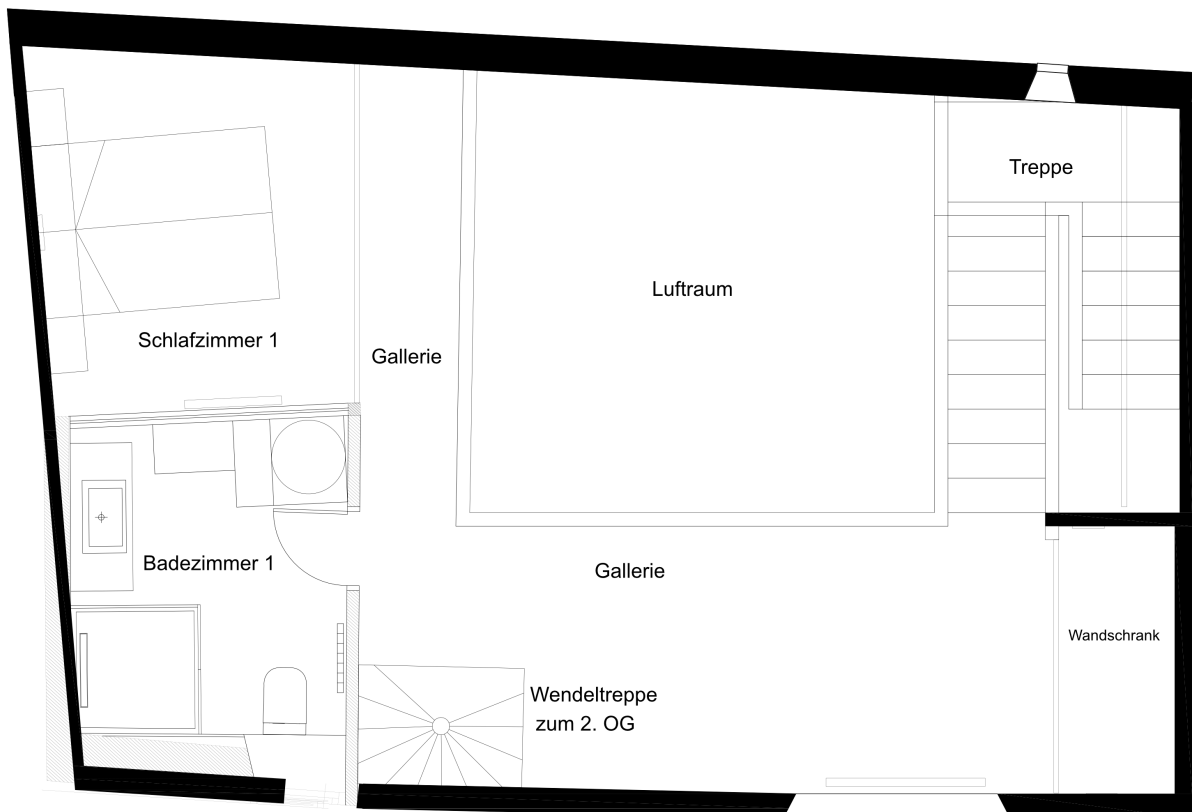 Treppe
Luftraum
Schlafzimmer 1
Gallerie
Badezimmer 1
Gallerie
Wandschrank
Wendeltreppe
zum 2. OG